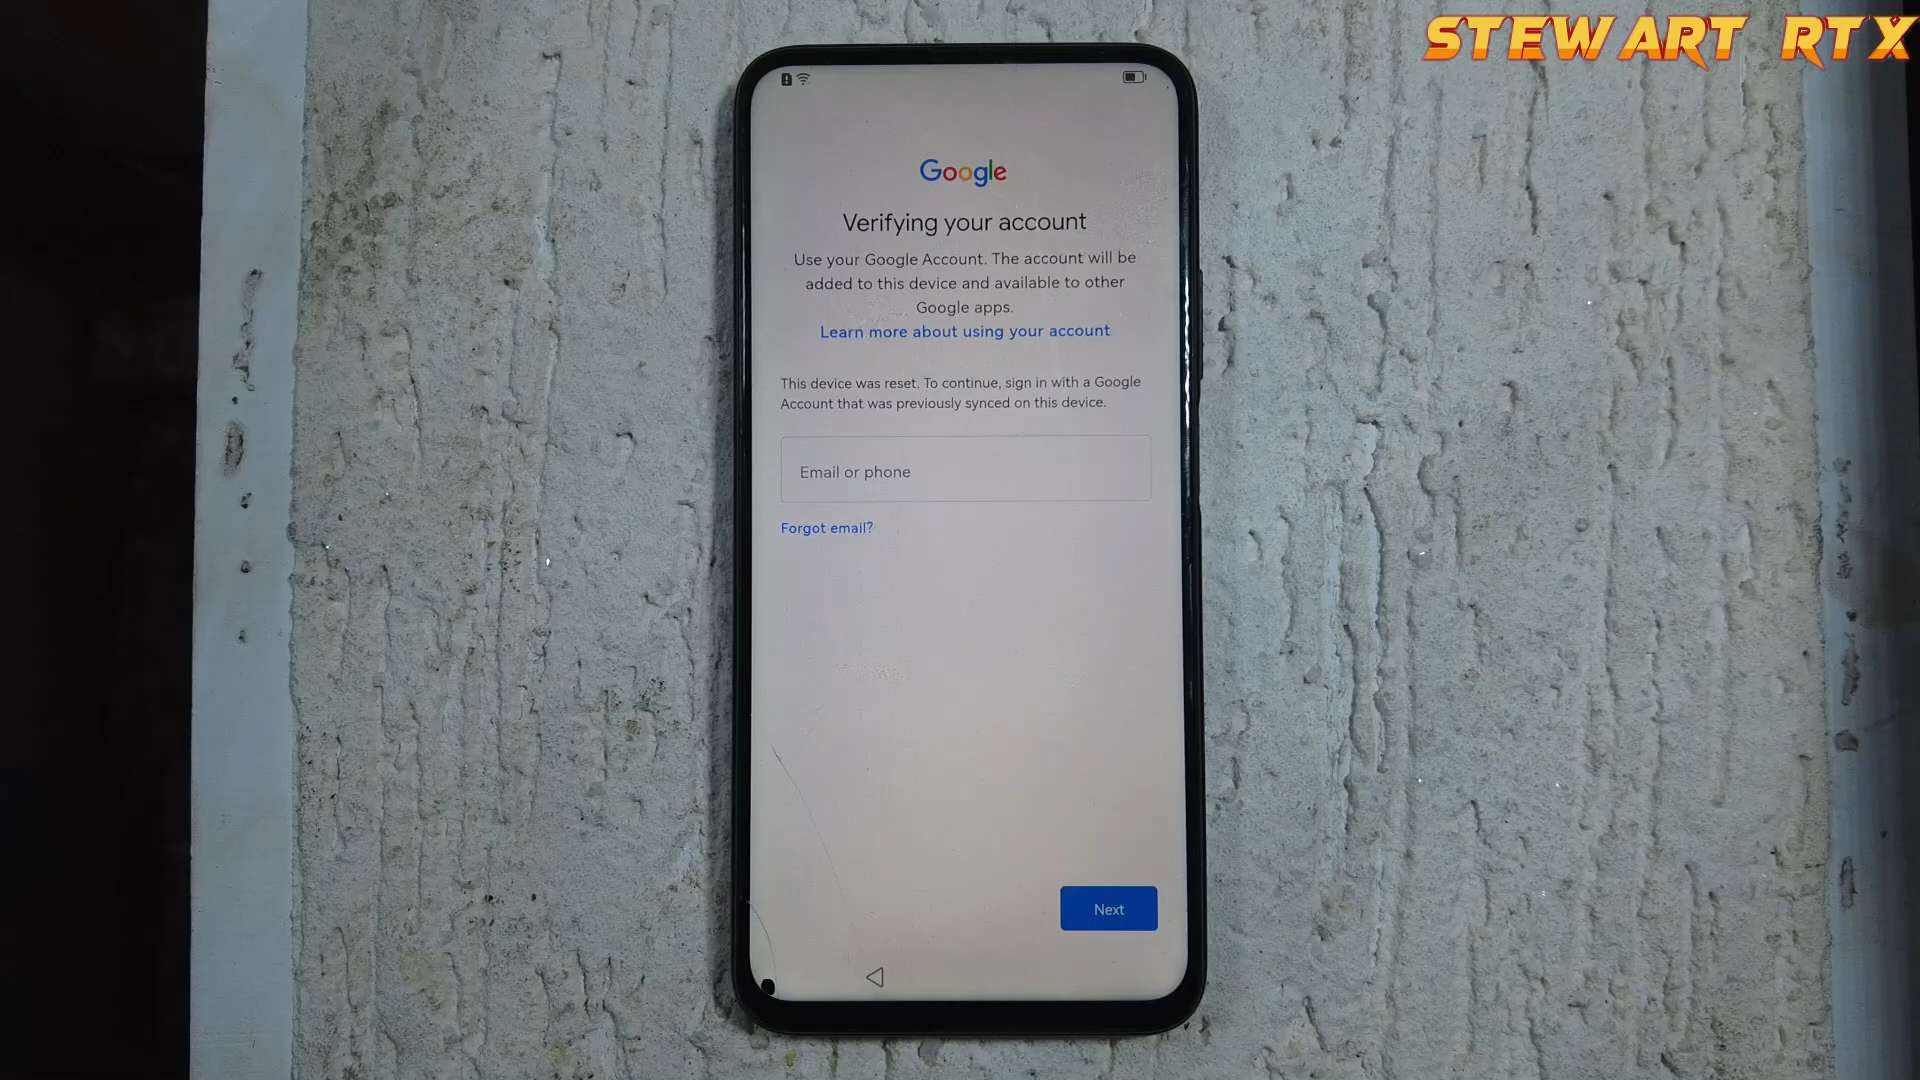 STEWART RTX
Google
Verifying your account
Use your Google Account. The account will be
added to this device and available to other
Google apps.
Learn more about using your account
This device was reset. To continue, sign in with a Google
Account that was previously synced on this device.
Email or phone
Forgot email?
Next